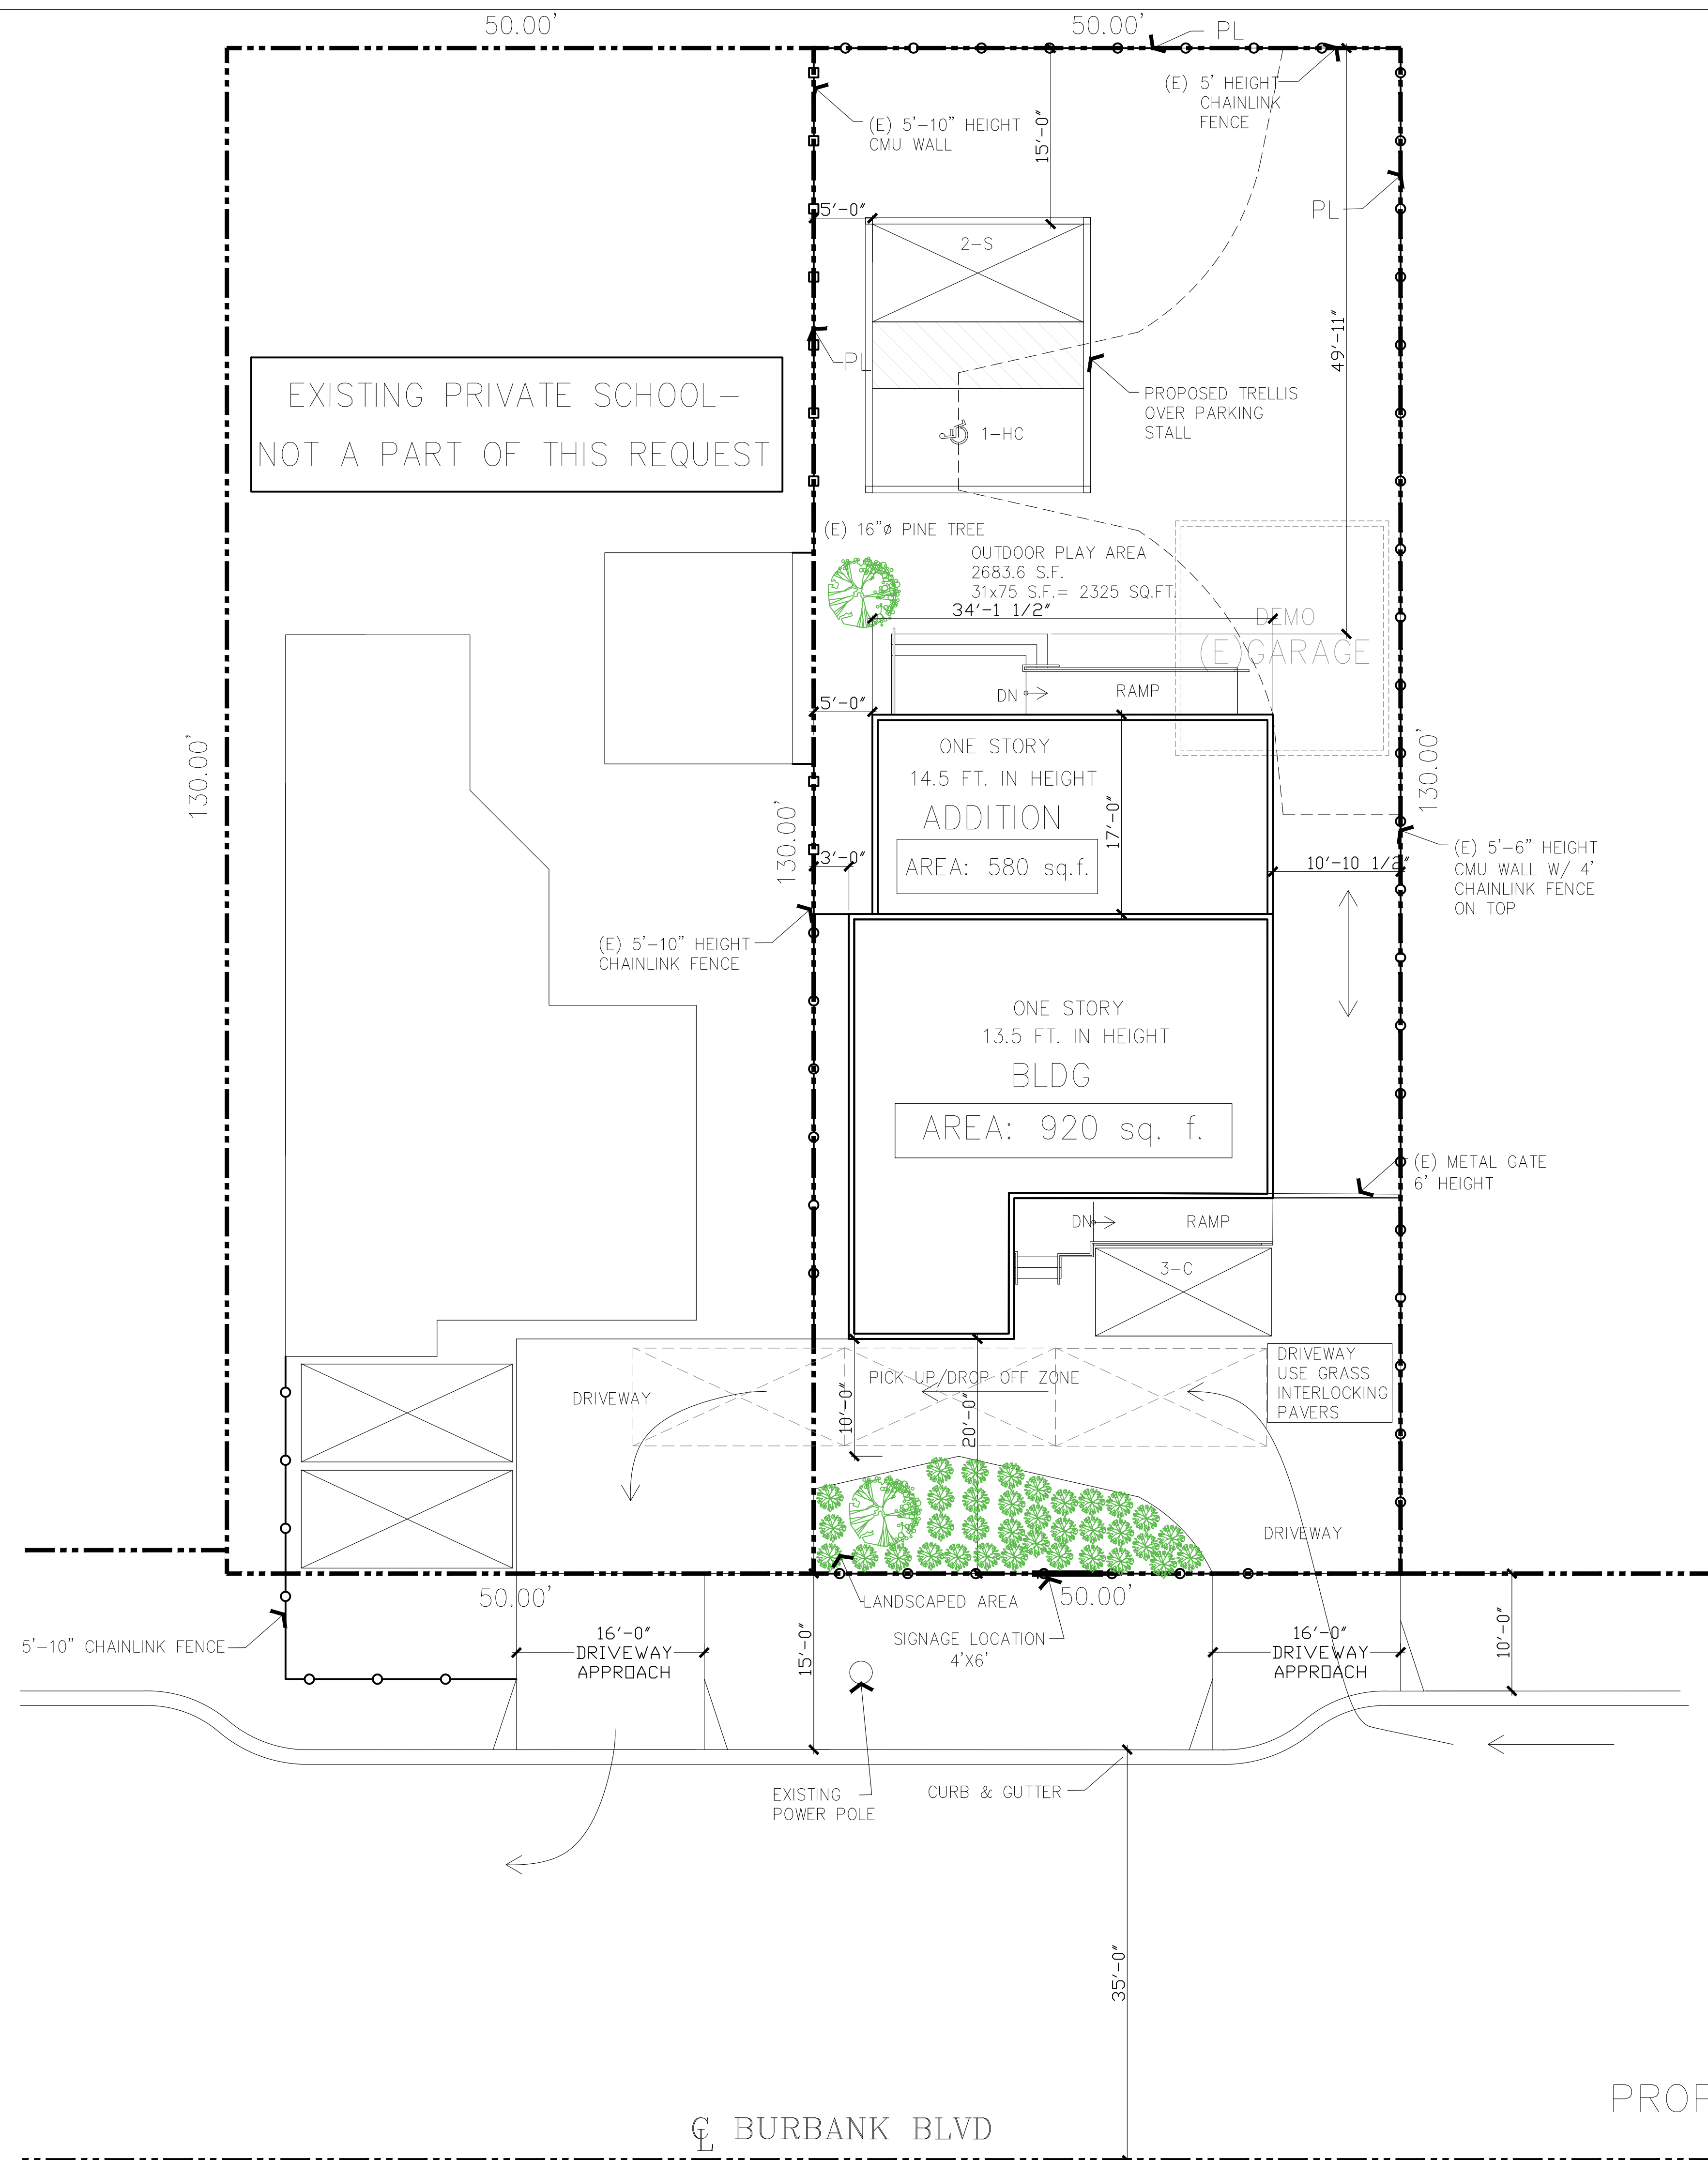 50.00'
50.00'
PL
(E) 5' HEIGHT
CHAINLINK
FENCE
(E) 5'-10" HEIGHT
CMU WALL
15'-0"
PL
5'-0"
2-S
49'-11"
PL
EXISTING PRIVATE SCHOOL-
NOT A PART OF THIS REQUEST
PROPOSED TRELLIS
OVER PARKING
STALL
1-HC
(E) 16"ø PINE TREE
OUTDOOR PLAY AREA
2683.6 S.F.
31x75 S.F.= 2325 SQ.FT.
34'-1 1/2"
DEMO
(E)GARAGE
DN
RAMP
5'-0"
130.00'
130.00'
130.00'
ONE STORY
14.5 FT. IN HEIGHT
ADDITION
AREA: 580 sq.f.
17'-0"
3'-0"
10'-10 1/2"
(E) 5'-6" HEIGHT
CMU WALL W/ 4'
CHAINLINK FENCE
ON TOP
(E) 5'-10" HEIGHT
CHAINLINK FENCE
ONE STORY
13.5 FT. IN HEIGHT
BLDG
AREA: 920 sq. f.
(E) METAL GATE
6' HEIGHT
DN
RAMP
3-C
DRIVEWAY
USE GRASS
INTERLOCKING
PAVERS
PICK UP/DROP OFF ZONE
DRIVEWAY
10'-0"
20'-0"
DRIVEWAY
50.00'
50.00'
LANDSCAPED AREA
SIGNAGE LOCATION
4'X6'
5'-10" CHAINLINK FENCE
16'-0"
DRIVEWAY
APPROACH
15'-0"
16'-0"
DRIVEWAY
APPROACH
10'-0"
EXISTING
POWER POLE
CURB & GUTTER
35'-0"
PROP
℄ BURBANK BLVD